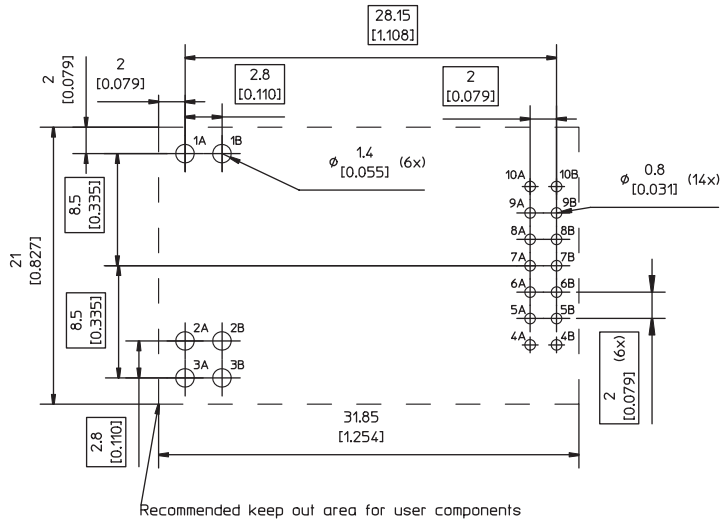 28.15
[1.108]
2
[0.079]
2
[0.079]
2.8
[0.110]
2
[0.079]
1A
1B
ø 1.4 (6x)
[0.055]
ø 0.8 (14x)
[0.031]
10A
10B
9A
9B
8A
8B
7A
7B
6A
6B
5A
5B
4A
4B
8.5
[0.335]
21
[0.827]
8.5
[0.335]
2A
2B
3A
3B
2 (6x)
[0.079]
2.8
[0.110]
31.85
[1.254]
Recommended keep out area for user components